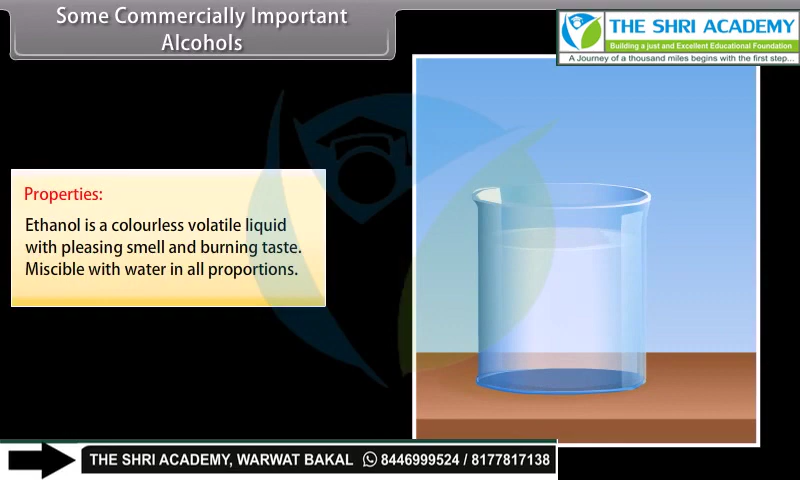 Some Commercially Important
Alcohols
THE SHRI ACADEMY
Building a just and Excellent Educational Foundation
A Journey of a thousand miles begins with the first step...
Properties:
Ethanol is a colourless volatile liquid
with pleasing smell and burning taste.
Miscible with water in all proportions.
THE SHRI ACADEMY, WARWAT BAKAL 8446999524 / 8177817138